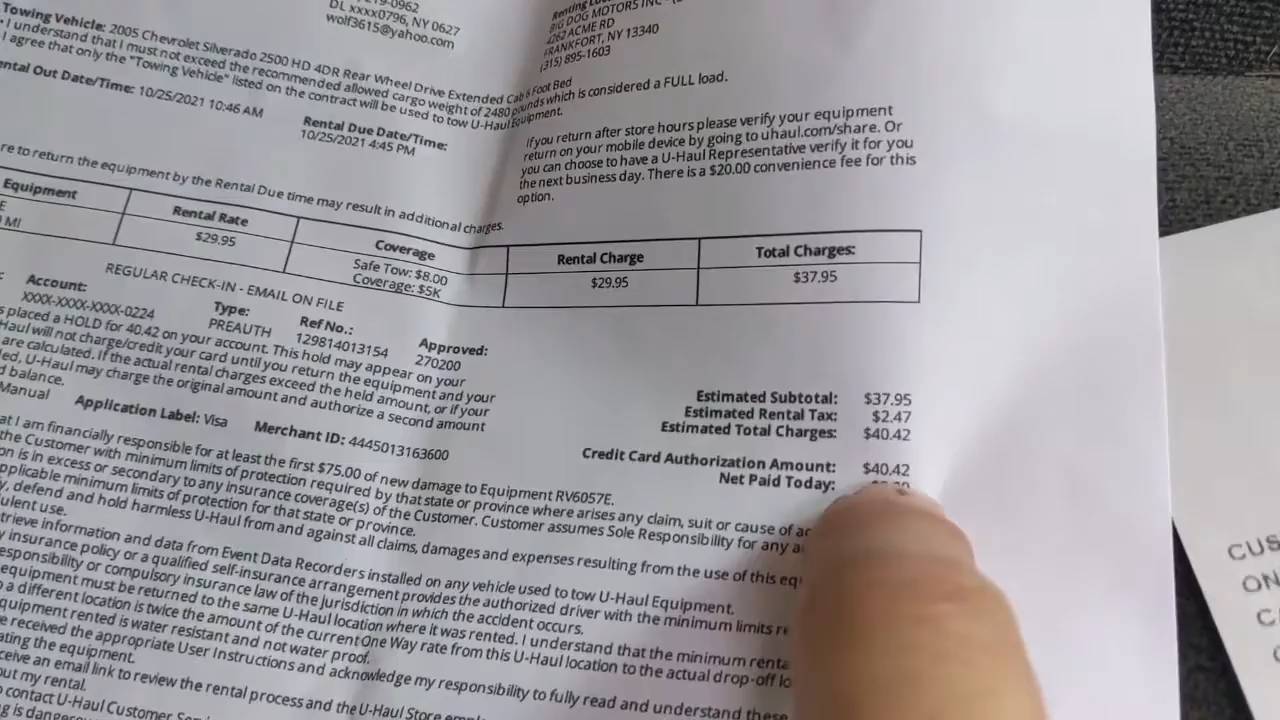 -0962
DL xxxx0796, NY 0627
wolf3615@yahoo.com
Renting
BIG DOG MOTORS INC
4262 ACME RD
FRANKFORT, NY 13340
(315) 895-1603
Towing Vehicle: 2005 Chevrolet Silverado 2500 HD 4DR Rear Wheel Drive Extended Cab 6 Foot Bed
• I understand that I must not exceed the recommended allowed cargo weight of 2480 pounds which is considered a FULL load.
I agree that only the "Towing Vehicle" listed on the contract will be used to tow U-Haul Equipment.
ental Out Date/Time: 10/25/2021 10:46 AM
Rental Due Date/Time:
10/25/2021 4:45 PM
If you return after store hours please verify your equipment
return on your mobile device by going to uhaul.com/share. Or
you can choose to have a U-Haul Representative verify it for you
the next business day. There is a $20.00 convenience fee for this
option.
re to return the equipment by the Rental Due time may result in additional charges.
Equipment
Rental Rate
Coverage
Rental Charge
Total Charges:
E
MI
$29.95
Safe Tow: $8.00
Coverage: $5K
$29.95
$37.95
REGULAR CHECK-IN - EMAIL ON FILE
Account:
Type:
Ref No.:
Approved:
XXXX-XXXX-XXXX-0224
PREAUTH
129814013154
270200
s placed a HOLD for 40.42 on your account. This hold may appear on your
Haul will not charge/credit your card until you return the equipment and your
are calculated. If the actual rental charges exceed the held amount, or if your
ed, U-Haul may charge the original amount and authorize a second amount
d balance.
Manual
Application Label: Visa
Merchant ID: 4445013163600
Estimated Subtotal: $37.95
Estimated Rental Tax: $2.47
Estimated Total Charges: $40.42
Credit Card Authorization Amount: $40.42
Net Paid Today:
at I am financially responsible for at least the first $75.00 of new damage to Equipment RV6057E.
the Customer with minimum limits of protection required by that state or province where arises any claim, suit or cause of ac
on is in excess or secondary to any insurance coverage(s) of the Customer. Customer assumes Sole Responsibility for any a
pplicable minimum limits of protection for that state or province.
y, defend and hold harmless U-Haul from and against all claims, damages and expenses resulting from the use of this eq
ulent use.
trieve information and data from Event Data Recorders installed on any vehicle used to tow U-Haul Equipment.
y insurance policy or a qualified self-insurance arrangement provides the authorized driver with the minimum limits re
esponsibility or compulsory insurance law of the jurisdiction in which the accident occurs.
equipment must be returned to the same U-Haul location where it was rented. I understand that the minimum renta
o a different location is twice the amount of the current One Way rate from this U-Haul location to the actual drop-off lo
quipment rented is water resistant and not water proof.
e received the appropriate User Instructions and acknowledge my responsibility to fully read and understand these
ating the equipment.
ceive an email link to review the rental process and the U-Haul Store
out my rental.
contact U-Haul Customer
CUS
ON